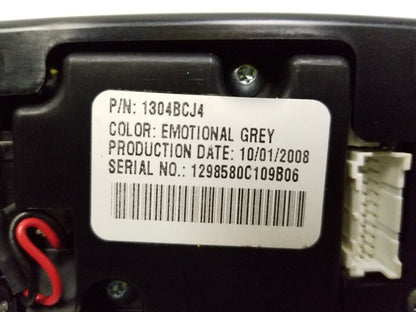 P/N: 1304BCJ4
COLOR: EMOTIONAL GREY
PRODUCTION DATE: 10/01/2008
SERIAL NO.: 1298580C109B06